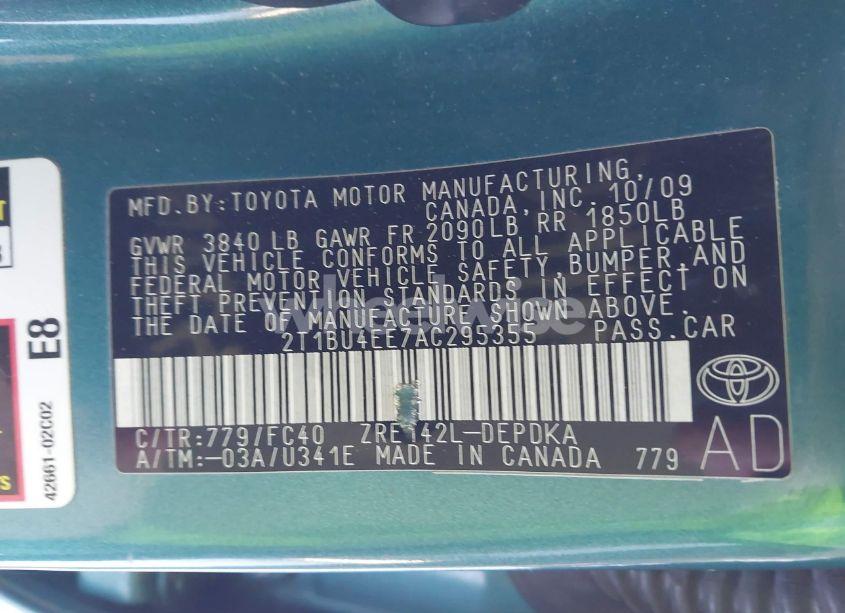 MFD.BY:TOYOTA MOTOR MANUFACTURING,
CANADA, INC. 10/09
GVWR 3840 LB GAWR FR 2090LB, RR 1850LB
THIS VEHICLE CONFORMS TO ALL APPLICABLE
FEDERAL MOTOR VEHICLE SAFETY, BUMPER, AND
THEFT PREVENTION STANDARDS IN EFFECT ON
THE DATE OF MANUFACTURE SHOWN ABOVE.
2T1BU4EE7AC295355 PASS.CAR
C/TR:779/FC40 ZRE142L-DEPDKA
A/TM:-03A/U341E MADE IN CANADA 779
AD
E8
42661-02C02
wheelwise